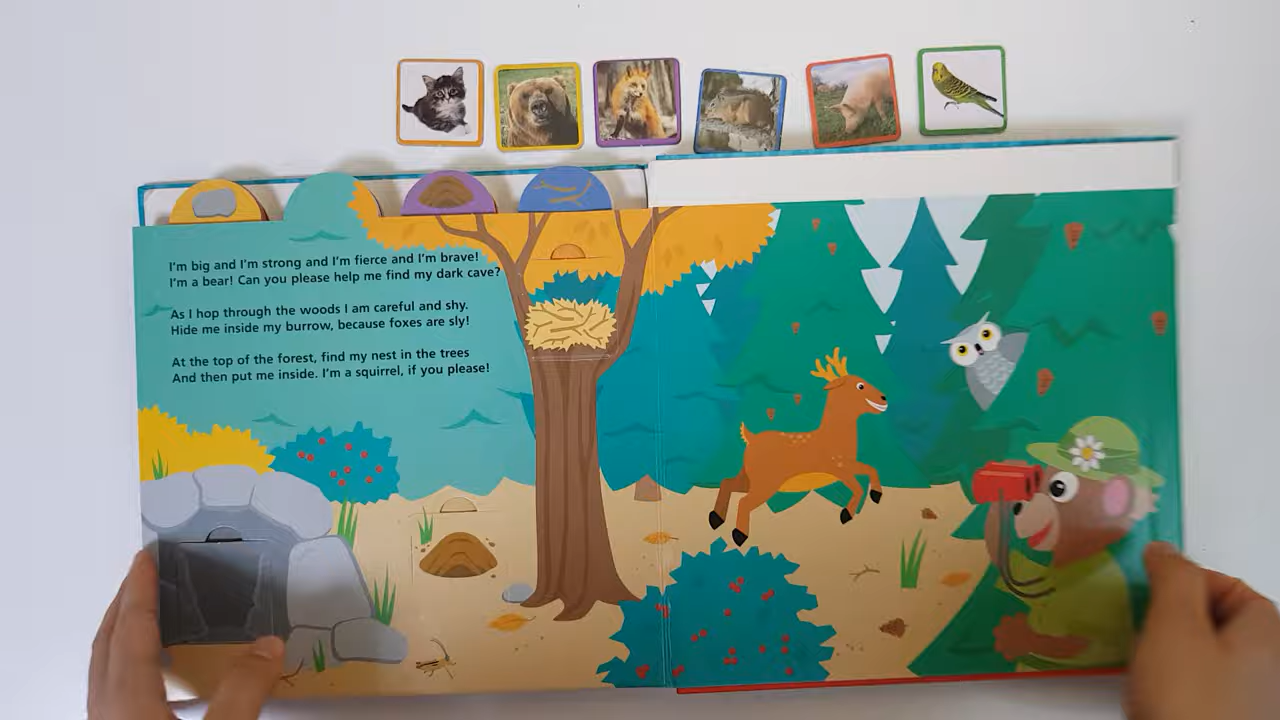 I'm big and I'm strong and I'm fierce and I'm brave!
I'm a bear! Can you please help me find my dark cave?
As I hop through the woods I am careful and shy.
Hide me inside my burrow, because foxes are sly!
At the top of the forest, find my nest in the trees
And then put me inside. I'm a squirrel, if you please!